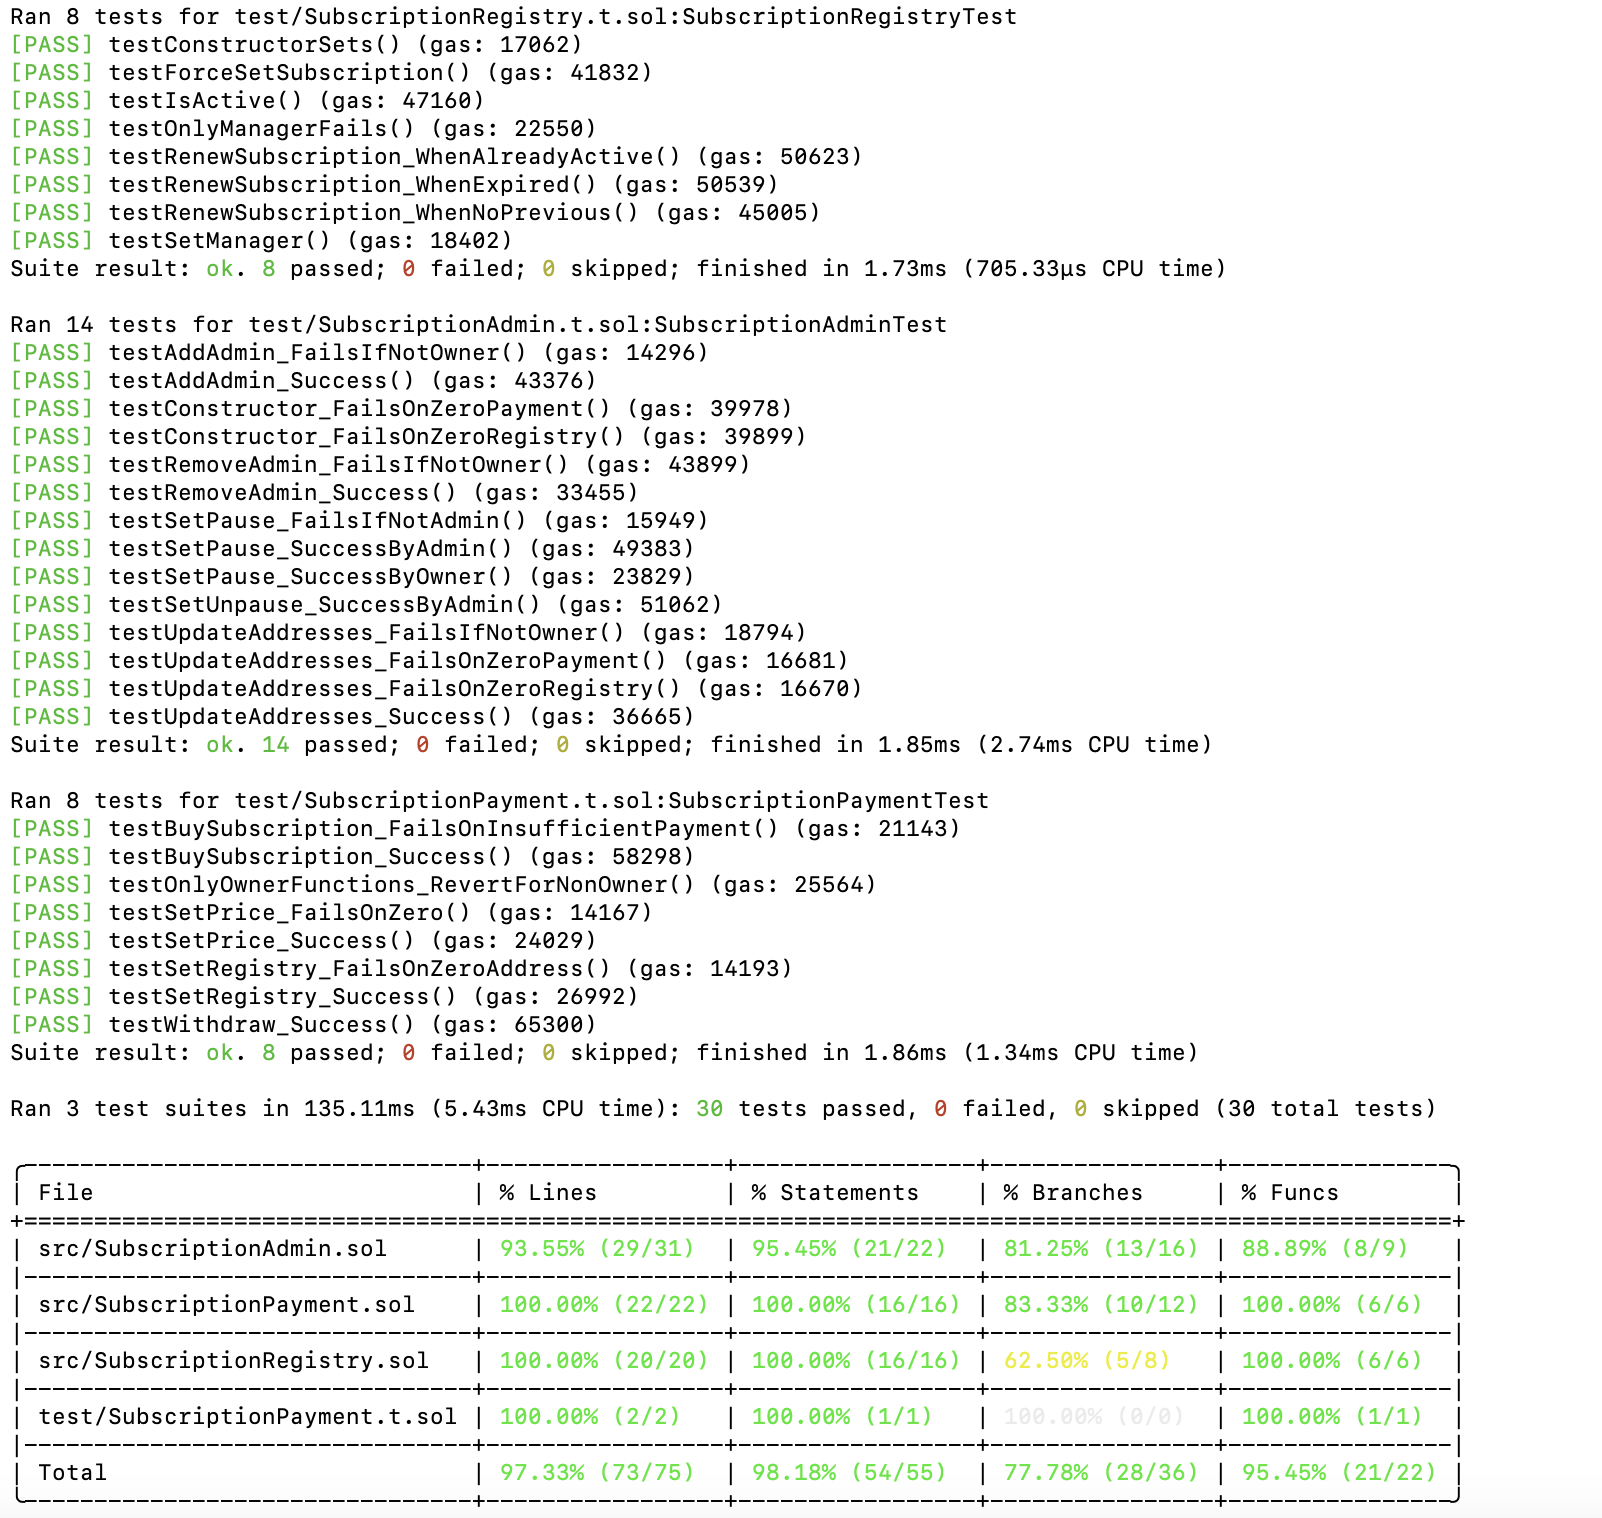 Ran 8 tests for test/SubscriptionRegistry.t.sol:SubscriptionRegistryTest
[PASS] testConstructorSets() (gas: 17062)
[PASS] testForceSetSubscription() (gas: 41832)
[PASS] testIsActive() (gas: 47160)
[PASS] testOnlyManagerFails() (gas: 22550)
[PASS] testRenewSubscription_WhenAlreadyActive() (gas: 50623)
[PASS] testRenewSubscription_WhenExpired() (gas: 50539)
[PASS] testRenewSubscription_WhenNoPrevious() (gas: 45005)
[PASS] testSetManager() (gas: 18402)
Suite result: ok. 8 passed; 0 failed; 0 skipped; finished in 1.73ms (705.33µs CPU time)
Ran 14 tests for test/SubscriptionAdmin.t.sol:SubscriptionAdminTest
[PASS] testAddAdmin_FailsIfNotOwner() (gas: 14296)
[PASS] testAddAdmin_Success() (gas: 43376)
[PASS] testConstructor_FailsOnZeroPayment() (gas: 39978)
[PASS] testConstructor_FailsOnZeroRegistry() (gas: 39899)
[PASS] testRemoveAdmin_FailsIfNotOwner() (gas: 43899)
[PASS] testRemoveAdmin_Success() (gas: 33455)
[PASS] testSetPause_FailsIfNotAdmin() (gas: 15949)
[PASS] testSetPause_SuccessByAdmin() (gas: 49383)
[PASS] testSetPause_SuccessByOwner() (gas: 23829)
[PASS] testSetUnpause_SuccessByAdmin() (gas: 51062)
[PASS] testUpdateAddresses_FailsIfNotOwner() (gas: 18794)
[PASS] testUpdateAddresses_FailsOnZeroPayment() (gas: 16681)
[PASS] testUpdateAddresses_FailsOnZeroRegistry() (gas: 16670)
[PASS] testUpdateAddresses_Success() (gas: 36665)
Suite result: ok. 14 passed; 0 failed; 0 skipped; finished in 1.85ms (2.74ms CPU time)
Ran 8 tests for test/SubscriptionPayment.t.sol:SubscriptionPaymentTest
[PASS] testBuySubscription_FailsOnInsufficientPayment() (gas: 21143)
[PASS] testBuySubscription_Success() (gas: 58298)
[PASS] testOnlyOwnerFunctions_RevertForNonOwner() (gas: 25564)
[PASS] testSetPrice_FailsOnZero() (gas: 14167)
[PASS] testSetPrice_Success() (gas: 24029)
[PASS] testSetRegistry_FailsOnZeroAddress() (gas: 14193)
[PASS] testSetRegistry_Success() (gas: 26992)
[PASS] testWithdraw_Success() (gas: 65300)
Suite result: ok. 8 passed; 0 failed; 0 skipped; finished in 1.86ms (1.34ms CPU time)
Ran 3 test suites in 135.11ms (5.43ms CPU time): 30 tests passed, 0 failed, 0 skipped (30 total tests)
| File | % Lines | % Statements | % Branches | % Funcs |
| src/SubscriptionAdmin.sol | 93.55% (29/31) | 95.45% (21/22) | 81.25% (13/16) | 88.89% (8/9) |
| src/SubscriptionPayment.sol | 100.00% (22/22) | 100.00% (16/16) | 83.33% (10/12) | 100.00% (6/6) |
| src/SubscriptionRegistry.sol | 100.00% (20/20) | 100.00% (16/16) | 62.50% (5/8) | 100.00% (6/6) |
| test/SubscriptionPayment.t.sol | 100.00% (2/2) | 100.00% (1/1) | 100.00% (0/0) | 100.00% (1/1) |
| Total | 97.33% (73/75) | 98.18% (54/55) | 77.78% (28/36) | 95.45% (21/22) |